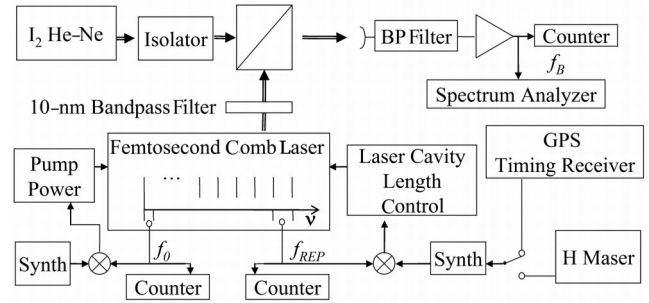 I2 He-Ne
Isolator
BP Filter
Counter
fB
Spectrum Analyzer
10-nm Bandpass Filter
Femtosecond Comb Laser
...
ν
Pump
Power
Laser Cavity
Length
Control
GPS
Timing Receiver
Synth
f0
Counter
fREP
Counter
Synth
H Maser